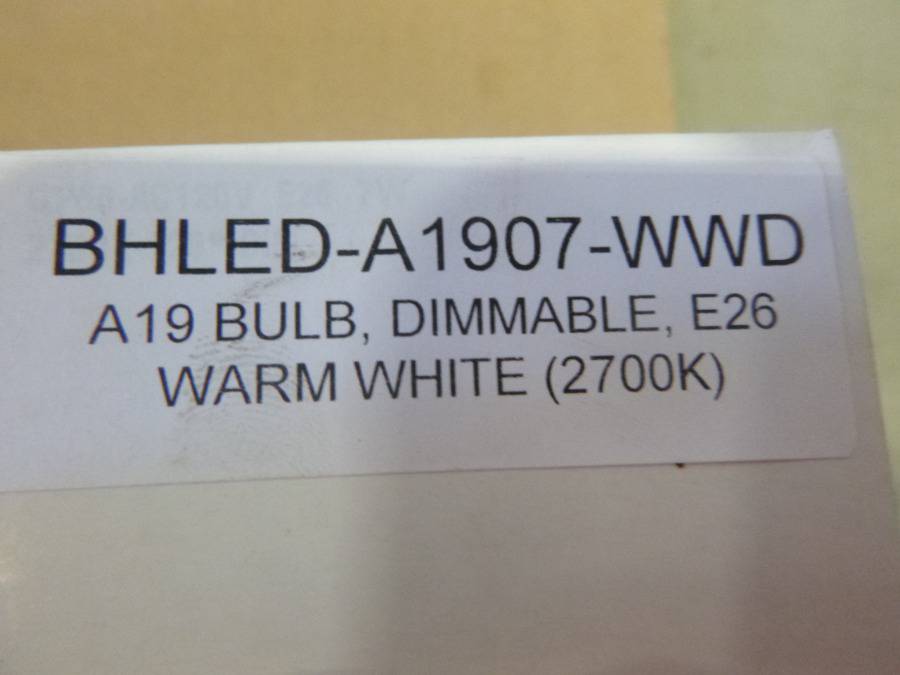 BHLED-A1907-WWD
A19 BULB, DIMMABLE, E26
WARM WHITE (2700K)